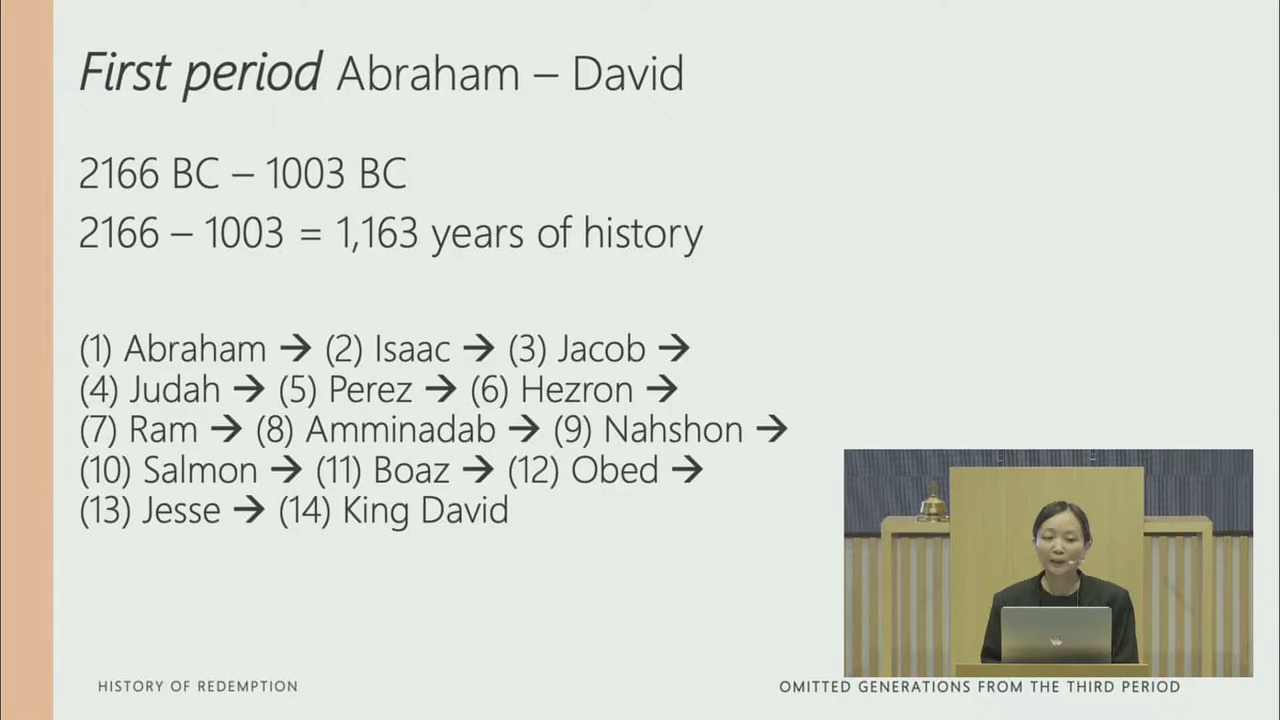 First period Abraham – David
2166 BC – 1003 BC
2166 – 1003 = 1,163 years of history
(1) Abraham → (2) Isaac → (3) Jacob →
(4) Judah → (5) Perez → (6) Hezron →
(7) Ram → (8) Amminadab → (9) Nahshon →
(10) Salmon → (11) Boaz → (12) Obed →
(13) Jesse → (14) King David
HISTORY OF REDEMPTION
OMITTED GENERATIONS FROM THE THIRD PERIOD